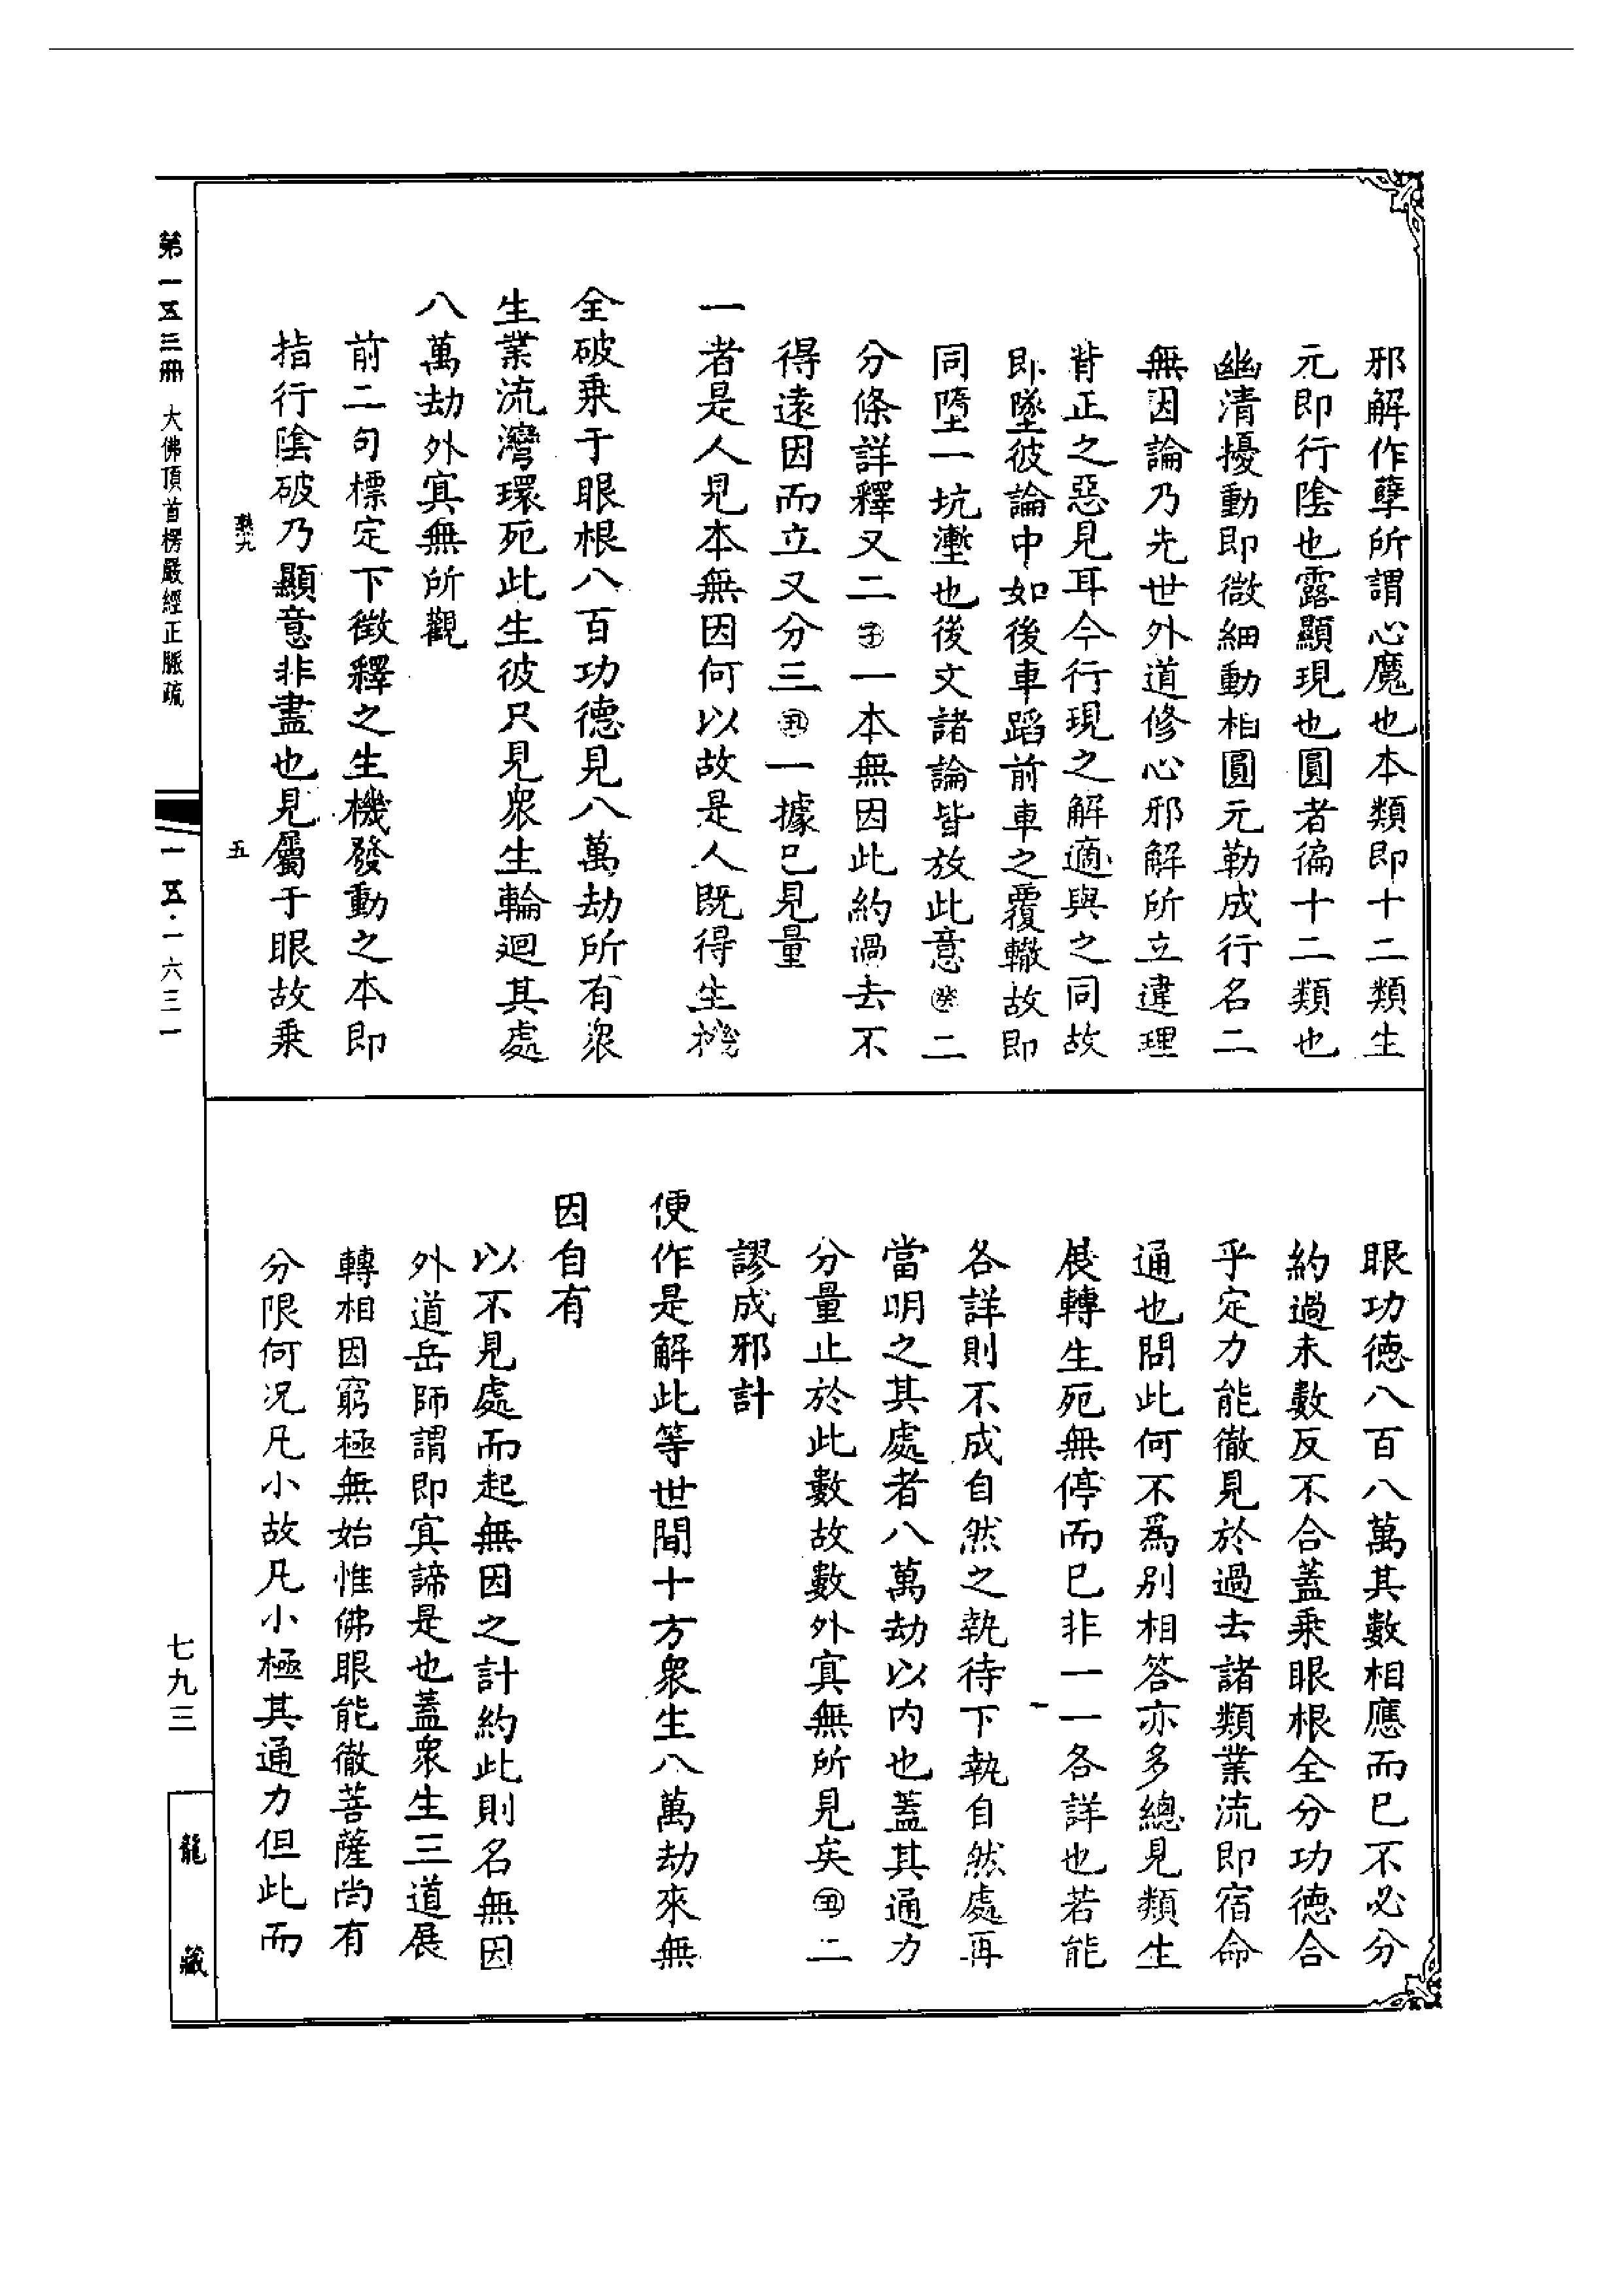 邪解作孽所謂心魔也本類即十二類生
元即行陰也露顯現也圓者徧十二類也
幽清擾動即微細動相圓元勒成行名二
無因論乃先世外道修心邪解所立違理
背正之惡見耳今行現之解適與之同故
即墜彼論中如後車蹈前車之覆轍故即
同墮一坑壍也後文諸論皆放此意㊊二
分條詳釋又二㊊一本無因此約過去不
得遠因而立又分三㊊一據已見量
一者是人見本無因何以故是人既得生機
全破乘于眼根八百功德見八萬劫所有衆
生業流灣環死此生彼只見衆生輪迴其處
八萬劫外㝠無所觀
前二句標定下徵釋之生機發動之本即
指行陰破乃顯意非盡也見屬于眼故乘
眼功德八百八萬其數相應而已不必分
約過未數反不合蓋乘眼根全分功德合
乎定力能徹見於過去諸類業流即宿命
通也問此何不爲別相答亦多總見類生
展轉生死無停而已非一一各詳也若能
各詳則不成自然之執待下執自然處再
當明之其處者八萬劫以内也蓋其通力
分量止於此數故數外㝠無所見矣㊊二
謬成邪計
便作是解此等世間十方衆生八萬劫來無
因自有
以不見處而起無因之計約此則名無因
外道岳師謂即㝠諦是也蓋衆生三道展
轉相因窮極無始惟佛眼能徹菩薩尚有
分限何况凡小故凡小極其通力但此而
第一五三冊 大佛頂首楞嚴經正脈疏
一五·一六三一
五
七九三
龍藏